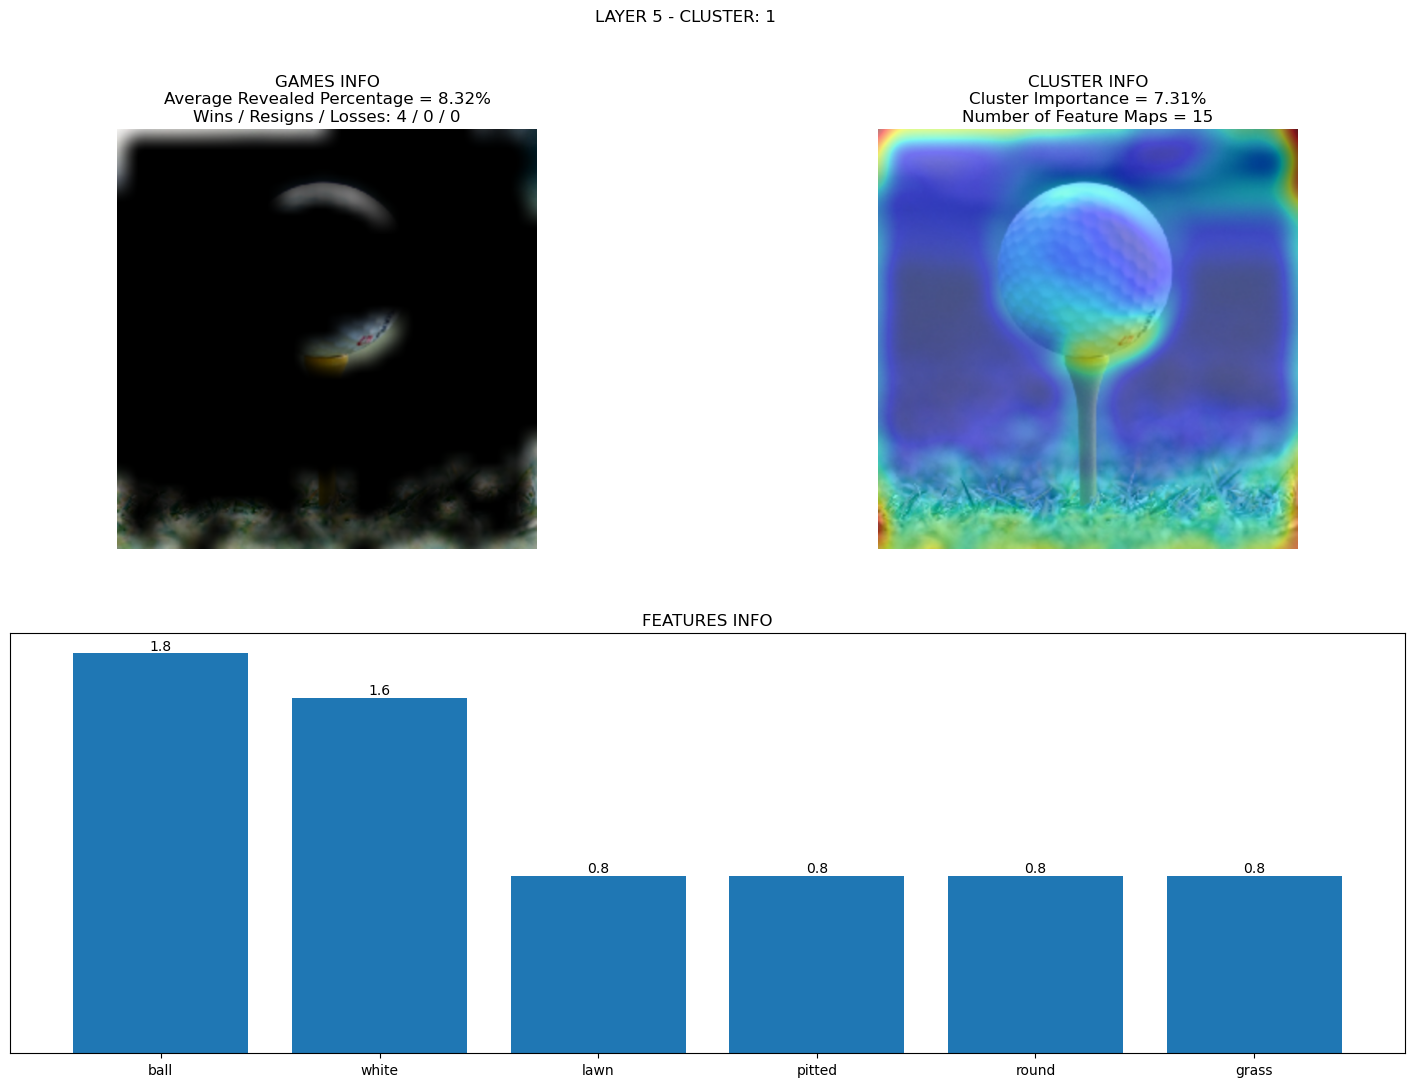 LAYER 5 - CLUSTER: 1
GAMES INFO
Average Revealed Percentage = 8.32%
Wins / Resigns / Losses: 4 / 0 / 0
CLUSTER INFO
Cluster Importance = 7.31%
Number of Feature Maps = 15
FEATURES INFO
1.8
1.6
0.8
0.8
0.8
0.8
ball
white
lawn
pitted
round
grass